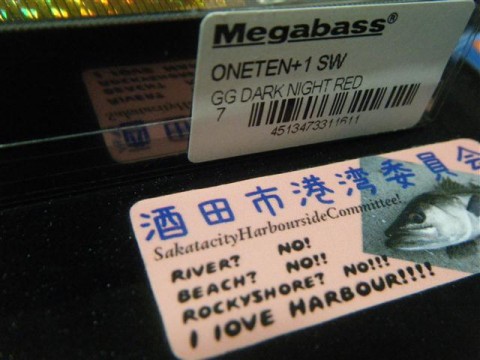 Megabass®
ONETEN+1 SW
GG DARK NIGHT RED
7
4513473311611
酒田市港湾委員会
SakatacityHarboursideCommittee!
RIVER? NO!
BEACH? NO!!
ROCKYSHORE? NO!!!
I lOVE HARBOUR!!!!